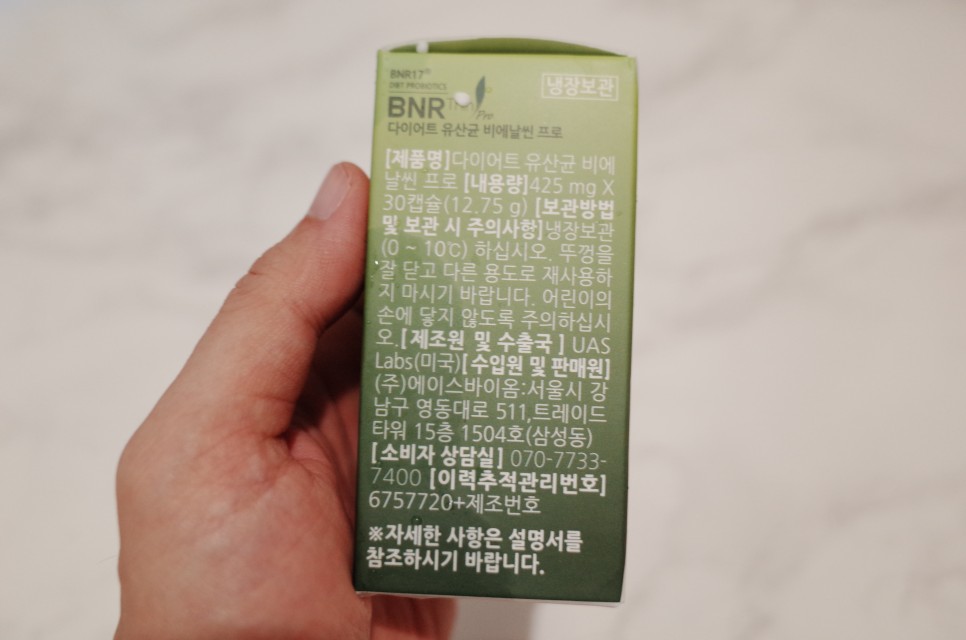 BNR17
DIET PROBIOTICS
BNR Thin
Pro
냉장보관
다이어트 유산균 비에날씬 프로
[제품명]다이어트 유산균 비에
날씬 프로 [내용량]425 mg X
30캡슐(12.75 g) [보관방법
및 보관 시 주의사항]냉장보관
(0 ~ 10℃) 하십시오. 뚜껑을
잘 닫고 다른 용도로 재사용하
지 마시기 바랍니다. 어린이의
손에 닿지 않도록 주의하십시
오.[제조원 및 수출국 ] UAS
Labs(미국)[수입원 및 판매원]
(주)에이스바이옴:서울시 강
남구 영동대로 511,트레이드
타워 15층 1504호(삼성동)
[소비자 상담실] 070-7733-
7400 [이력추적관리번호]
6757720+제조번호
※자세한 사항은 설명서를
참조하시기 바랍니다.